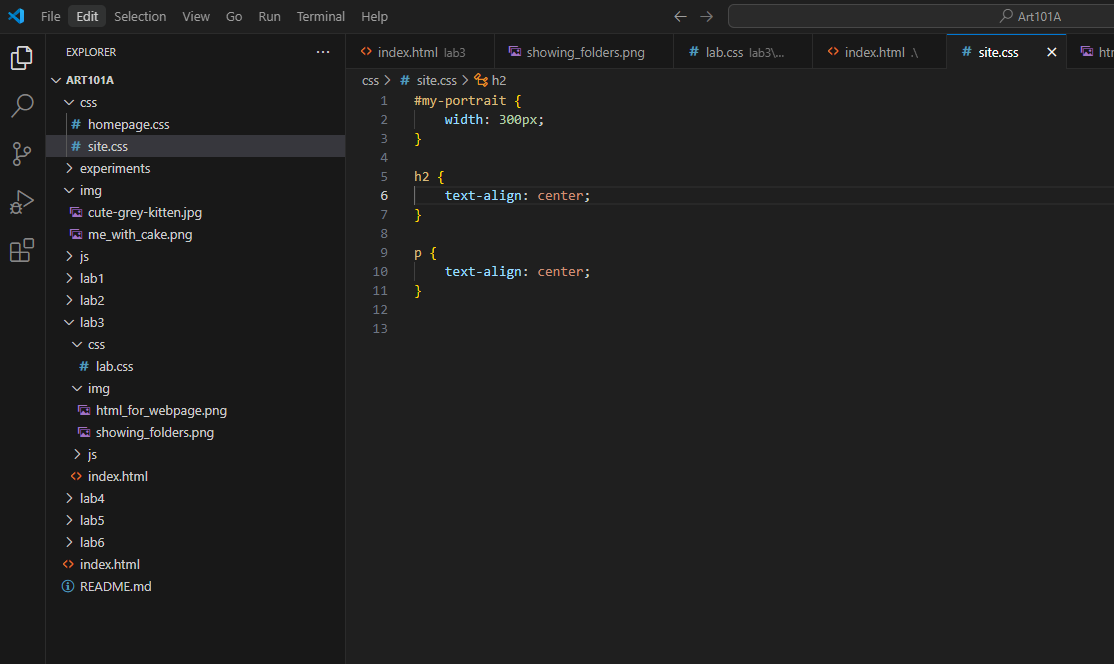 File Edit Selection View Go Run Terminal Help Art101A
EXPLORER ...
ART101A
css
# homepage.css
# site.css
experiments
img
cute-grey-kitten.jpg
me_with_cake.png
js
lab1
lab2
lab3
css
# lab.css
img
html_for_webpage.png
showing_folders.png
js
<> index.html
lab4
lab5
lab6
<> index.html
README.md
<> index.html lab3 showing_folders.png # lab.css lab3\... <> index.html .\ # site.css
css > # site.css > h2
1 #my-portrait {
2 width: 300px;
3 }
4
5 h2 {
6 text-align: center;
7 }
8
9 p {
10 text-align: center;
11 }
12
13